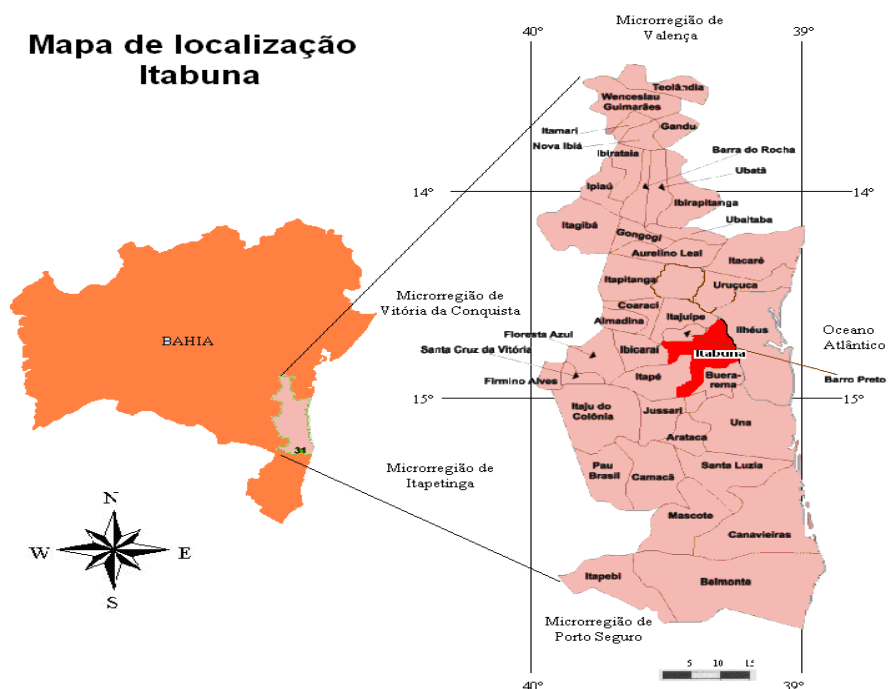 Mapa de localização
Itabuna
Microrregião de
Valença
40°
39°
Teolândia
Wenceslau
Guimarães
Itamari
Gandu
Nova Ibiá
Barra do Rocha
Ibirataia
Ubatã
Ipiaú
14°
14°
Ibirapitanga
Itagibá
Ubaitaba
Gongogi
Aurelino Leal
Itacaré
Itapitanga
Uruçuca
Microrregião de
Vitória da Conquista
Coaraci
Itajuípe
Almadina
Ilhéus
Oceano
Atlântico
Floresta Azul
BAHIA
Santa Cruz da Vitória
Ibicaraí
Itabuna
Firmino Alves
Itapé
Buera-
rema
Barro Preto
15°
15°
Itaju do
Colônia
Jussari
Una
Arataca
31
Microrregião de
Itapetinga
Pau
Brasil
Camacã
Santa Luzia
Mascote
Canavieiras
N
W
E
S
Itapebi
Belmonte
Microrregião de
Porto Seguro
5 10 15
40°
39°